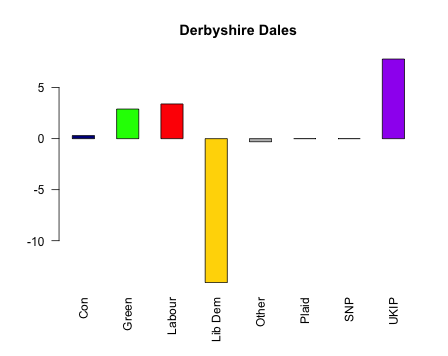 Derbyshire Dales
5
0
-5
-10
Con
Green
Labour
Lib Dem
Other
Plaid
SNP
UKIP